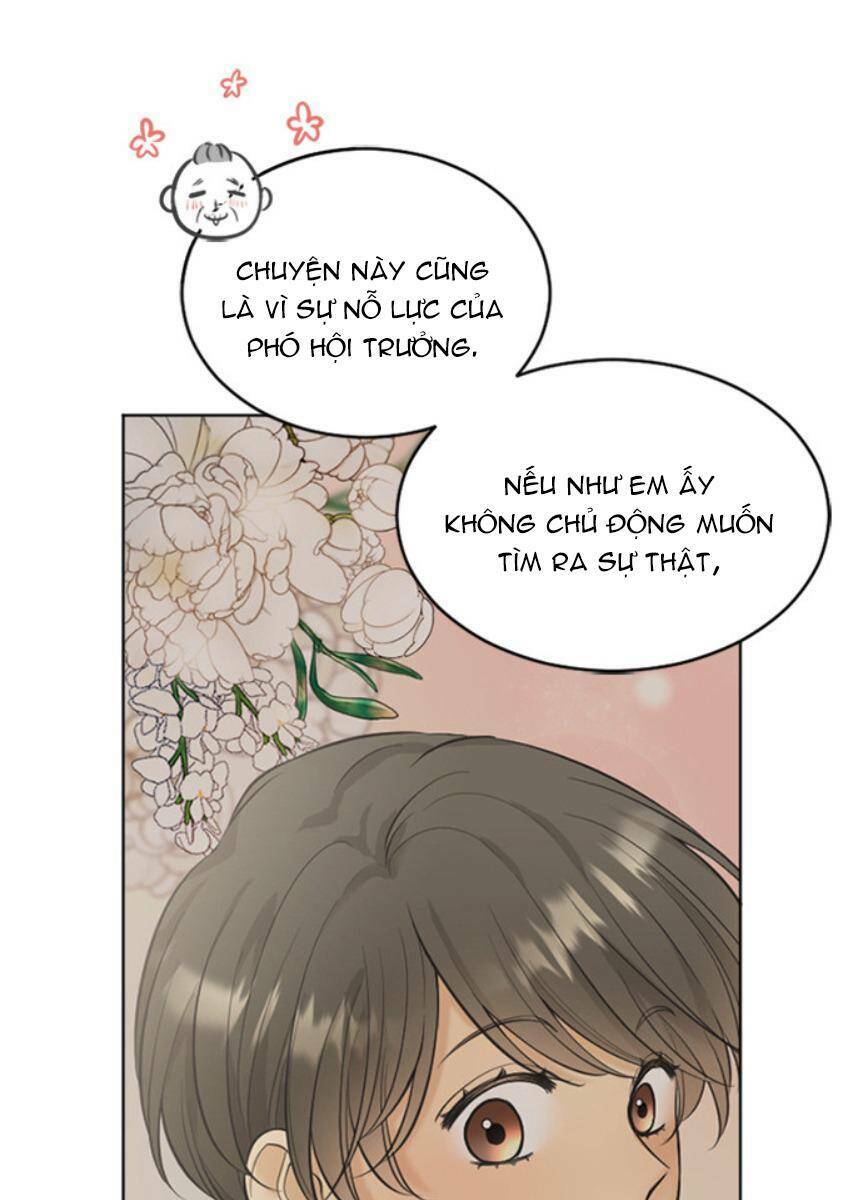 CHUYỆN NÀY CŨNG
LÀ VÌ SỰ NỖ LỰC CỦA
PHÓ HỘI TRƯỞNG.
NẾU NHƯ EM ẤY
KHÔNG CHỦ ĐỘNG MUỐN
TÌM RA SỰ THẬT,